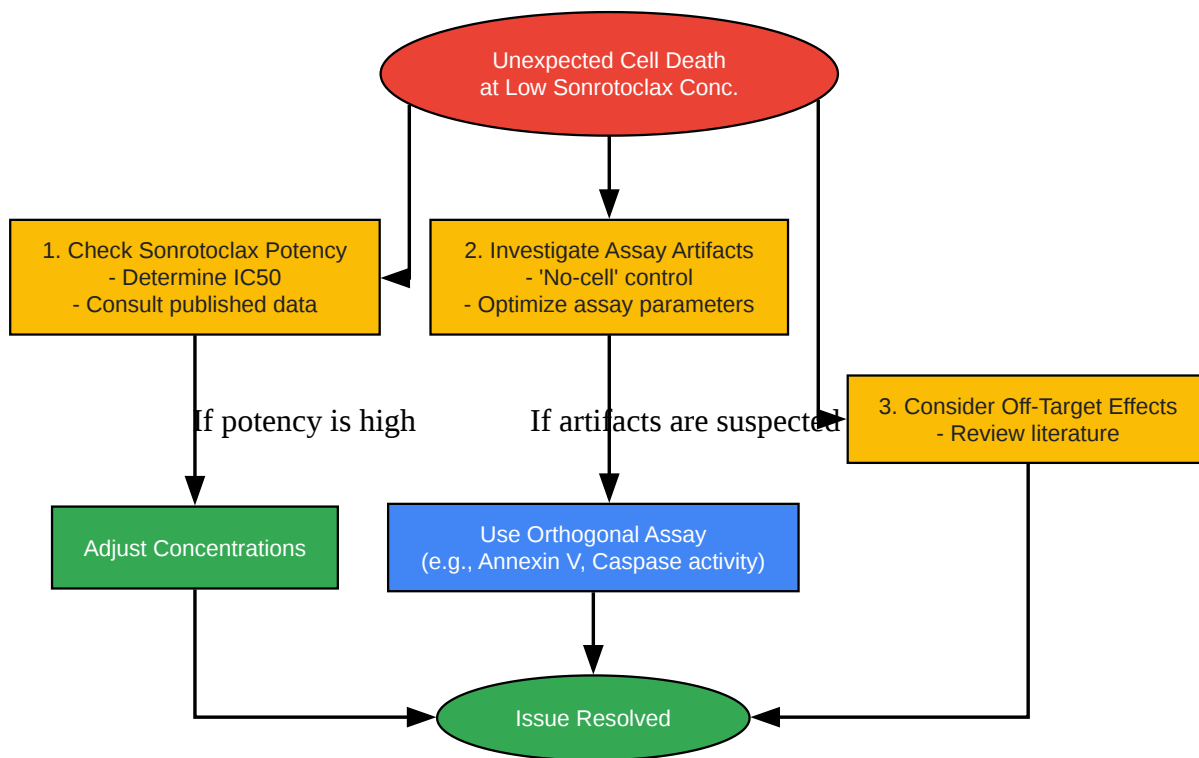 Unexpected Cell Death
at Low Sonrotoclax Conc.
1. Check Sonrotoclax Potency
- Determine IC50
- Consult published data
2. Investigate Assay Artifacts
- 'No-cell' control
- Optimize assay parameters
3. Consider Off-Target Effects
- Review literature
If potency is high
If artifacts are suspected
Adjust Concentrations
Use Orthogonal Assay
(e.g., Annexin V, Caspase activity)
Issue Resolved